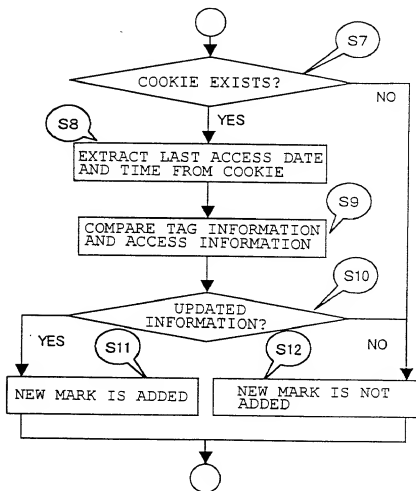 S7
COOKIE EXISTS?
NO
YES
S8
EXTRACT LAST ACCESS DATE
AND TIME FROM COOKIE
S9
COMPARE TAG INFORMATION
AND ACCESS INFORMATION
S10
UPDATED
INFORMATION?
YES
NO
S11
S12
NEW MARK IS ADDED
NEW MARK IS NOT
ADDED